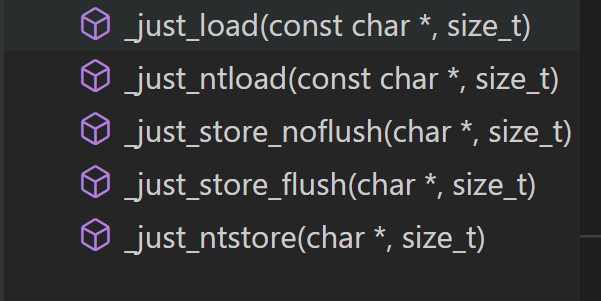 _just_load(const char *, size_t)
_just_ntload(const char *, size_t)
_just_store_noflush(char *, size_t)
_just_store_flush(char *, size_t)
_just_ntstore(char *, size_t)